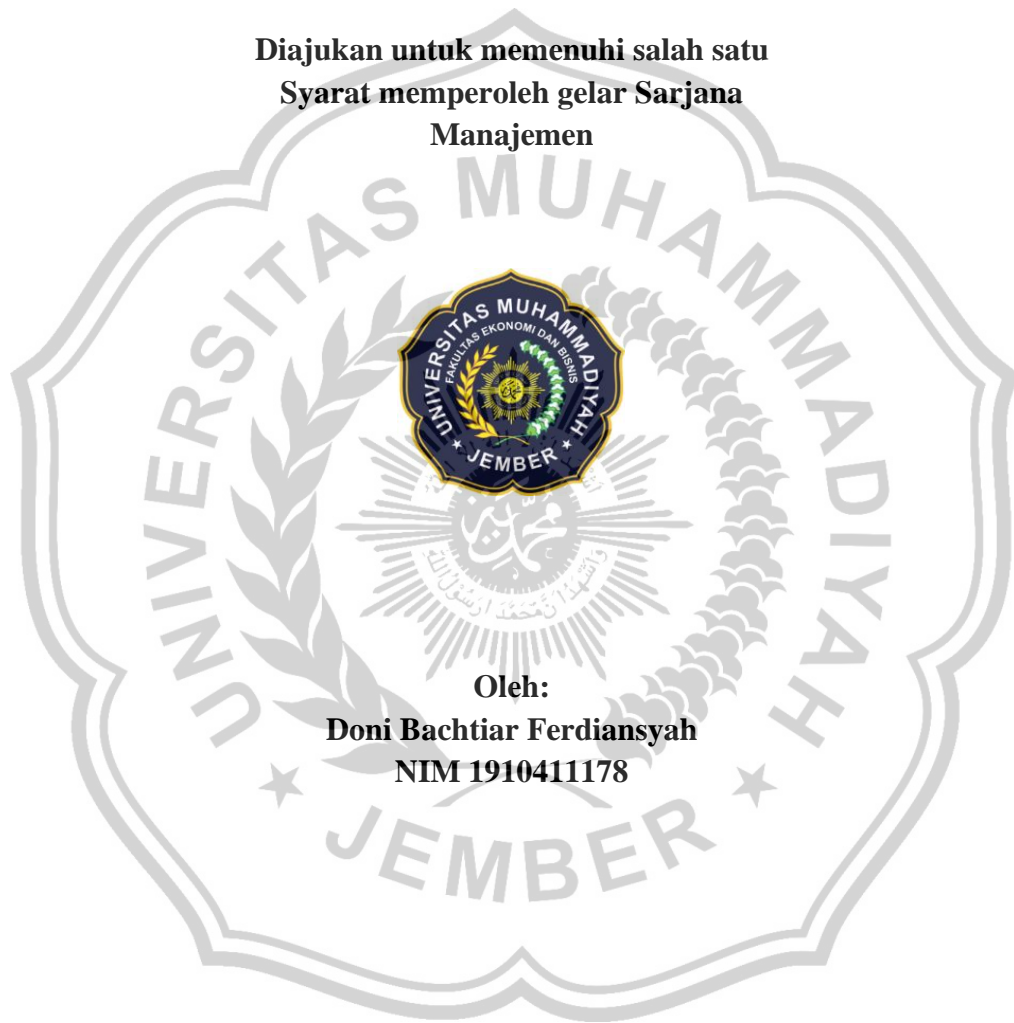 Diajukan untuk memenuhi salah satu
Syarat memperoleh gelar Sarjana
Manajemen
UNIVERSITAS MUHAMMADIYAH
JEMBER
UNIVERSITAS MUHAMMADIYAH
FAKULTAS EKONOMI DAN BISNIS
JEMBER
Oleh:
Doni Bachtiar Ferdiansyah
NIM 1910411178